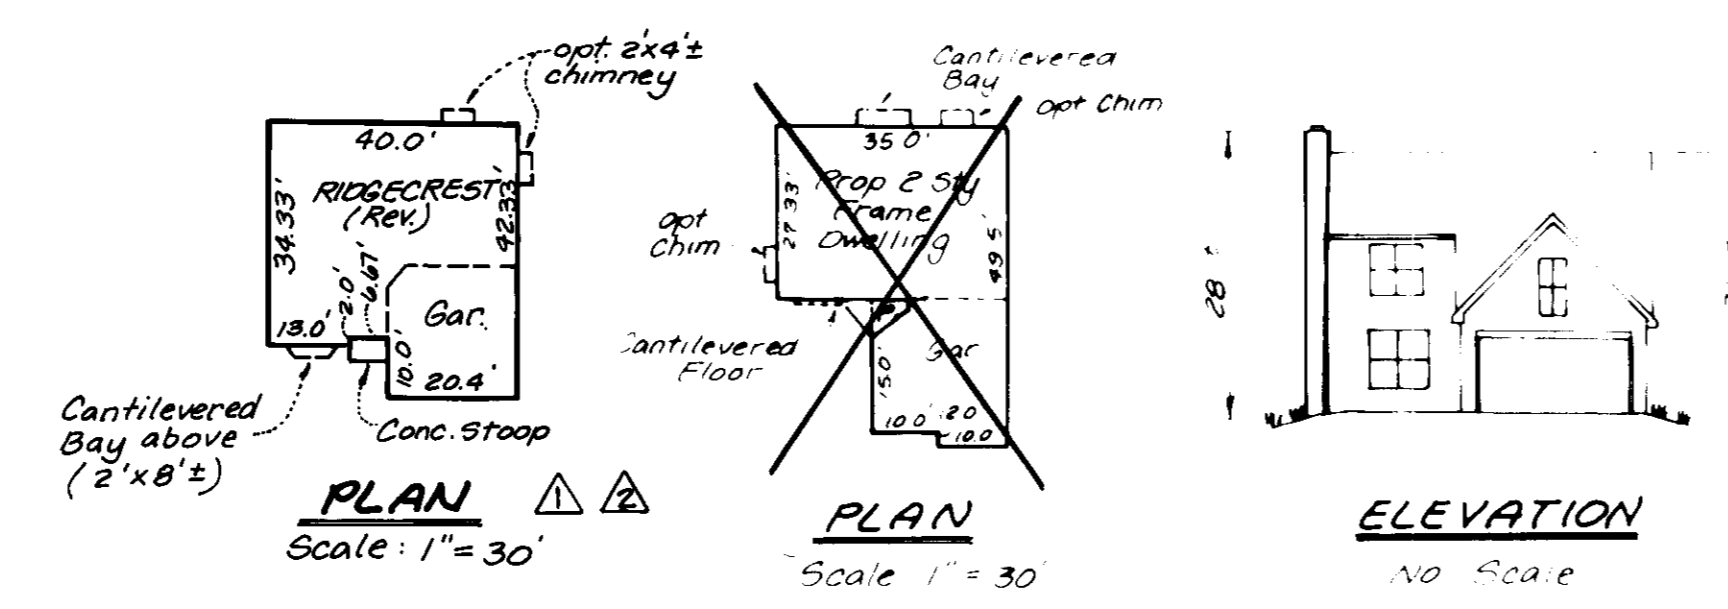 opt. 2'x4'±
chimney
40.0'
RIDGECREST
(Rev.)
34.33'
42.33'
2.0'
6.67'
13.0'
Gar.
10.0'
20.4'
Cantilevered
Bay above
(2'x8'±)
Conc. Stoop
PLAN
1 2
Scale: 1"=30'
Cantilevered
Bay
opt Chim
35 0'
Prop 2 Sty
Frame
Dwelling
27 33'
49 5'
opt
Chim
Cantilevered
Floor
Gar
15.0'
10 0'
2.0
10.0
PLAN
Scale 1" = 30'
28'±
ELEVATION
No Scale